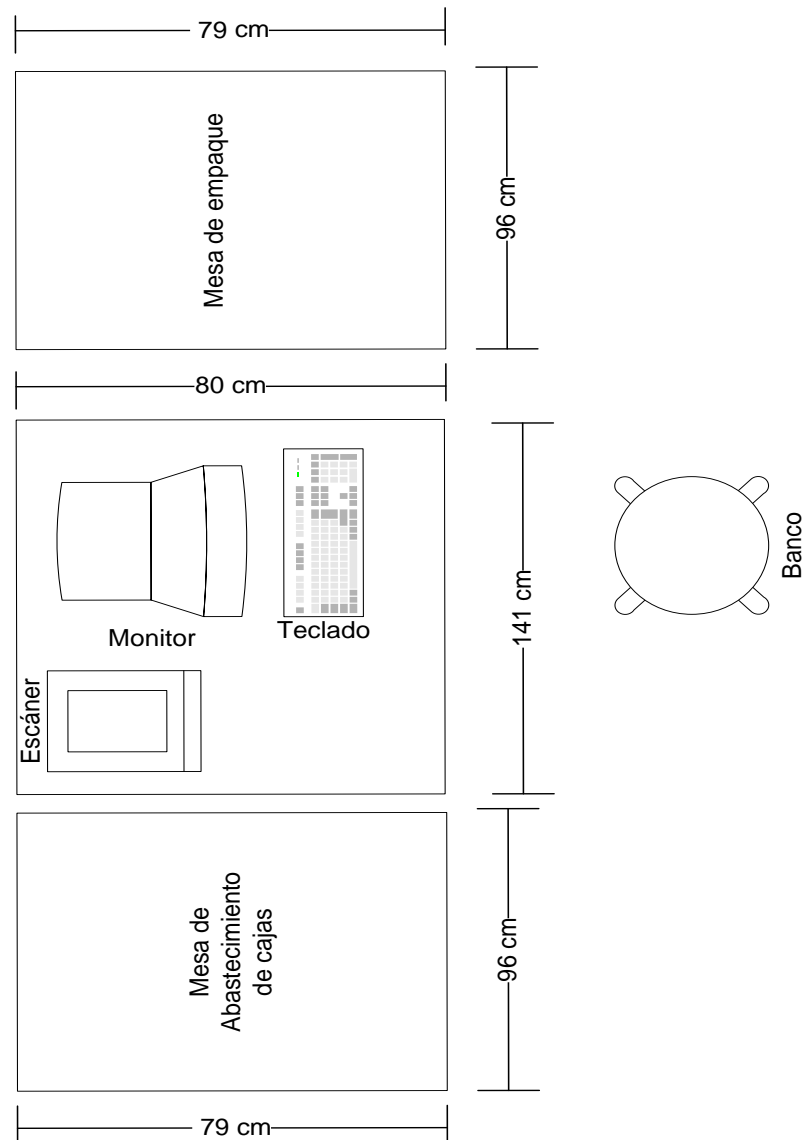 79 cm
Mesa de empaque
96 cm
80 cm
Monitor
Teclado
141 cm
Banco
Escáner
Mesa de
Abastecimiento
de cajas
96 cm
79 cm